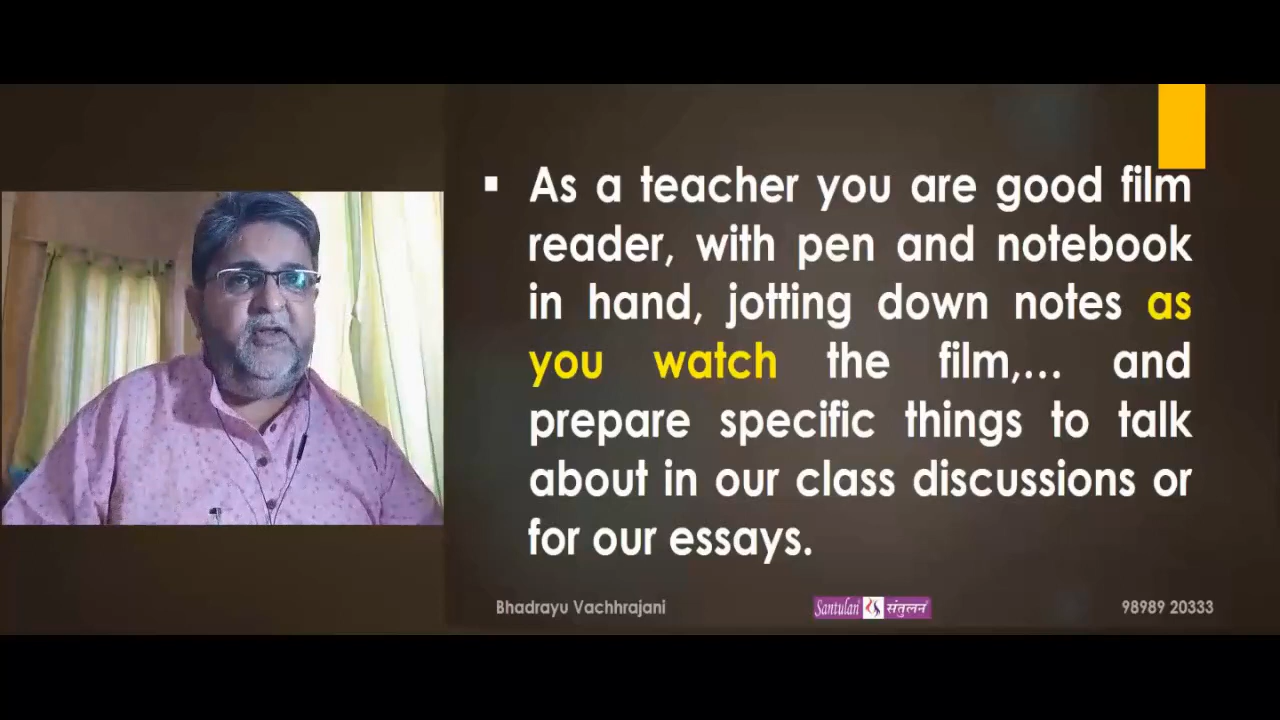 ▪ As a teacher you are good film
reader, with pen and notebook
in hand, jotting down notes as
you watch the film,... and
prepare specific things to talk
about in our class discussions or
for our essays.
Bhadrayu Vachhrajani
Santulan संतुलन
98989 20333